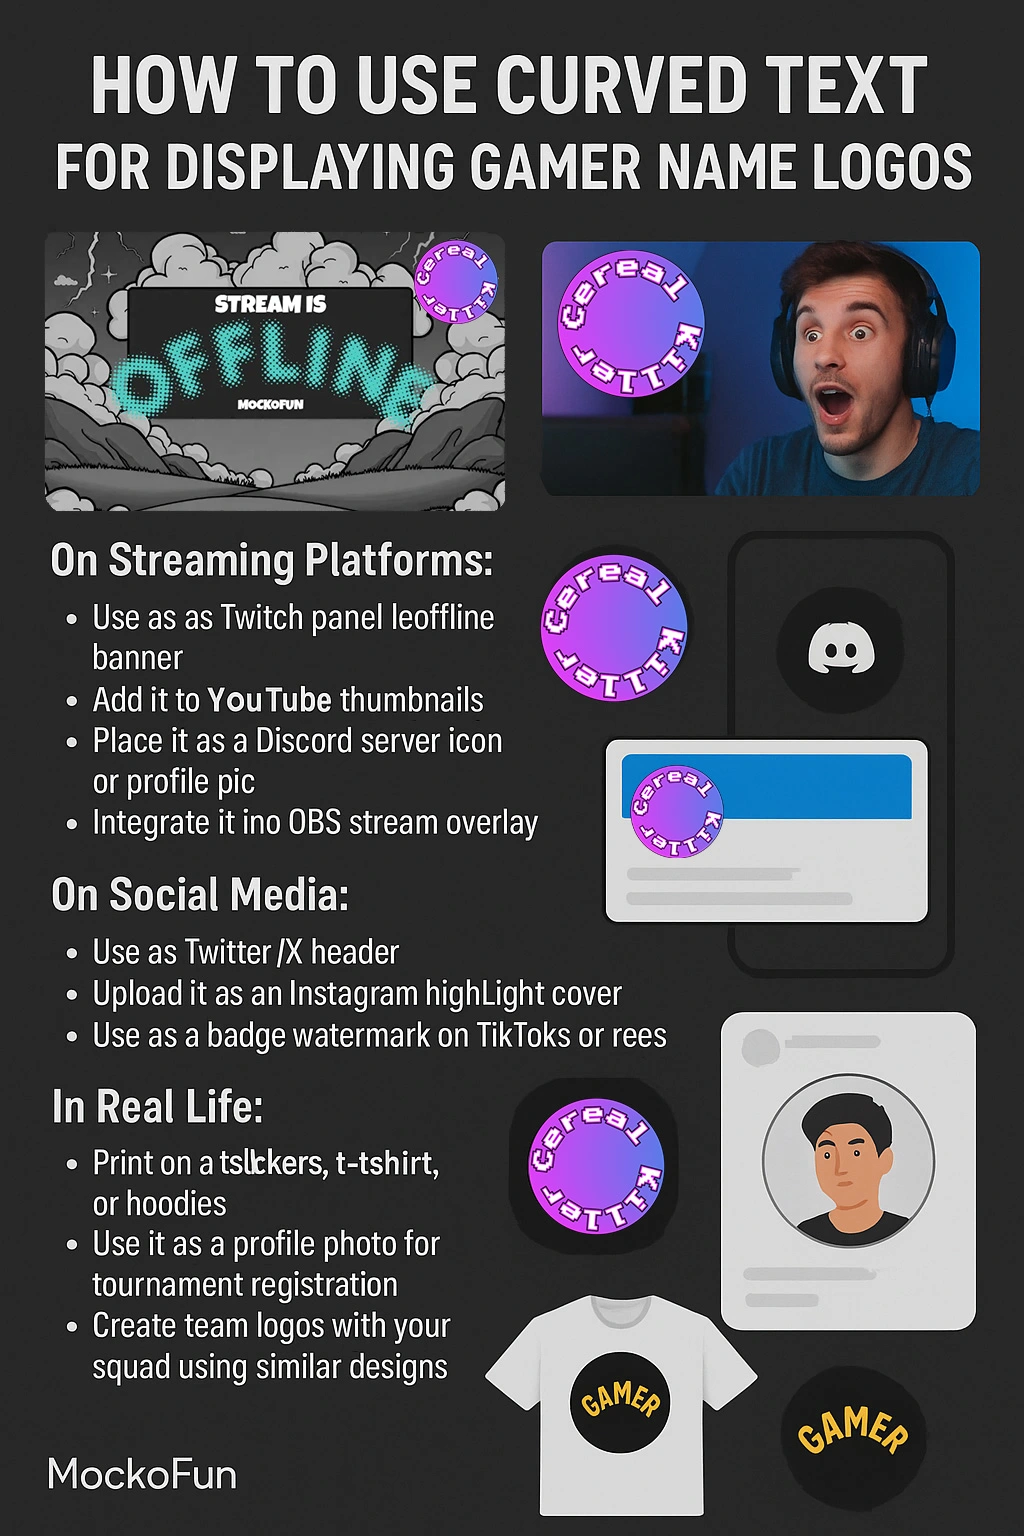 HOW TO USE CURVED TEXT
FOR DISPLAYING GAMER NAME LOGOS
STREAM IS
OFFLINE
MOCKOFUN
Cereal Killer
Cereal Killer
On Streaming Platforms:
• Use as as Twitch panel leoffline
banner
• Add it to YouTube thumbnails
• Place it as a Discord server icon
or profile pic
• Integrate it ino OBS stream overlay
Cereal Killer
Cereal Killer
On Social Media:
• Use as Twitter/X header
• Upload it as an Instagram highLight cover
• Use as a badge watermark on TikToks or rees
In Real Life:
• Print on a tslckers, t-tshirt,
or hoodies
• Use it as a profile photo for
tournament registration
• Create team logos with your
squad using similar designs
Cereal Killer
GAMER
GAMER
MockoFun